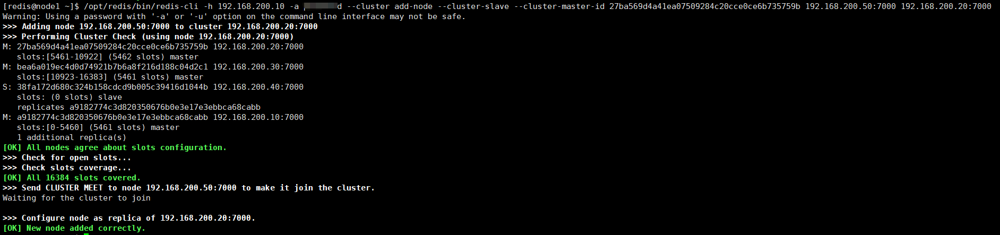 [redis@node1 ~]$ /opt/redis/bin/redis-cli -h 192.168.200.10 -a d --cluster add-node --cluster-slave --cluster-master-id 27ba569d4a41ea07509284c20cce0ce6b735759b 192.168.200.50:7000 192.168.200.20:7000
Warning: Using a password with '-a' or '-u' option on the command line interface may not be safe.
>>> Adding node 192.168.200.50:7000 to cluster 192.168.200.20:7000
>>> Performing Cluster Check (using node 192.168.200.20:7000)
M: 27ba569d4a41ea07509284c20cce0ce6b735759b 192.168.200.20:7000
   slots:[5461-10922] (5462 slots) master
M: bea6a019ec4d0d74921b7b6a8f216d188c04d2c1 192.168.200.30:7000
   slots:[10923-16383] (5461 slots) master
S: 38fa172d680c324b158cdcd9b005c39416d1044b 192.168.200.40:7000
   slots: (0 slots) slave
   replicates a9182774c3d820350676b0e3e17e3ebbca68cabb
M: a9182774c3d820350676b0e3e17e3ebbca68cabb 192.168.200.10:7000
   slots:[0-5460] (5461 slots) master
   1 additional replica(s)
[OK] All nodes agree about slots configuration.
>>> Check for open slots...
>>> Check slots coverage...
[OK] All 16384 slots covered.
>>> Send CLUSTER MEET to node 192.168.200.50:7000 to make it join the cluster.
Waiting for the cluster to join
>>> Configure node as replica of 192.168.200.20:7000.
[OK] New node added correctly.